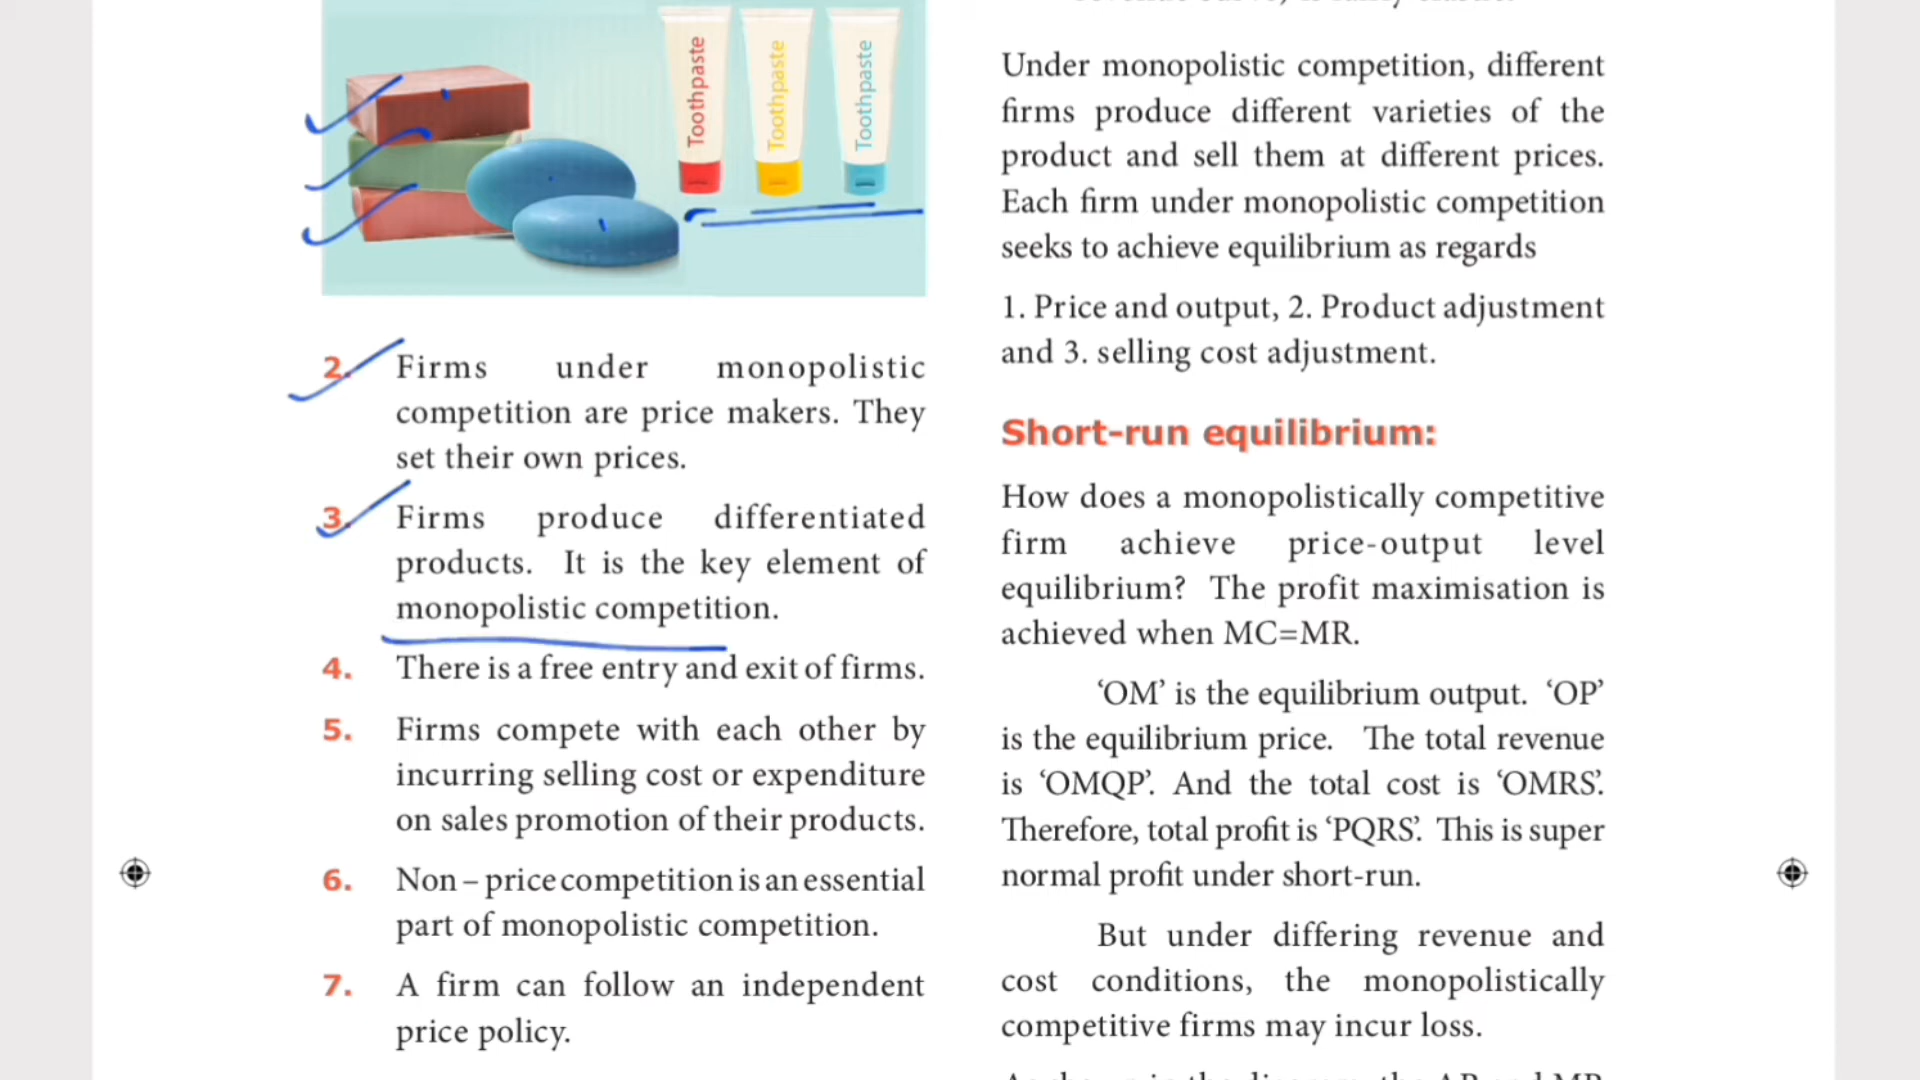 Toothpaste
Toothpaste
Toothpaste
2. Firms under monopolistic
competition are price makers. They
set their own prices.
3. Firms produce differentiated
products. It is the key element of
monopolistic competition.
4. There is a free entry and exit of firms.
5. Firms compete with each other by
incurring selling cost or expenditure
on sales promotion of their products.
6. Non – price competition is an essential
part of monopolistic competition.
7. A firm can follow an independent
price policy.
Under monopolistic competition, different
firms produce different varieties of the
product and sell them at different prices.
Each firm under monopolistic competition
seeks to achieve equilibrium as regards
1. Price and output, 2. Product adjustment
and 3. selling cost adjustment.
Short-run equilibrium:
How does a monopolistically competitive
firm achieve price-output level
equilibrium? The profit maximisation is
achieved when MC=MR.
‘OM’ is the equilibrium output. ‘OP’
is the equilibrium price. The total revenue
is ‘OMQP’. And the total cost is ‘OMRS’.
Therefore, total profit is ‘PQRS’. This is super
normal profit under short-run.
But under differing revenue and
cost conditions, the monopolistically
competitive firms may incur loss.